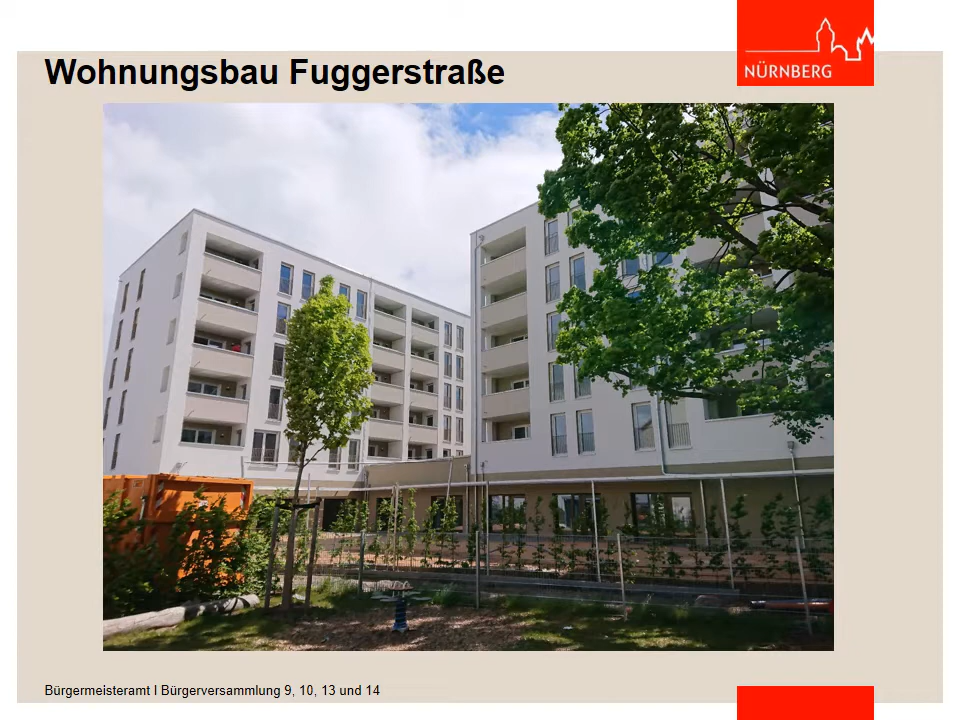 Wohnungsbau Fuggerstraße
NÜRNBERG
Bürgermeisteramt I Bürgerversammlung 9, 10, 13 und 14